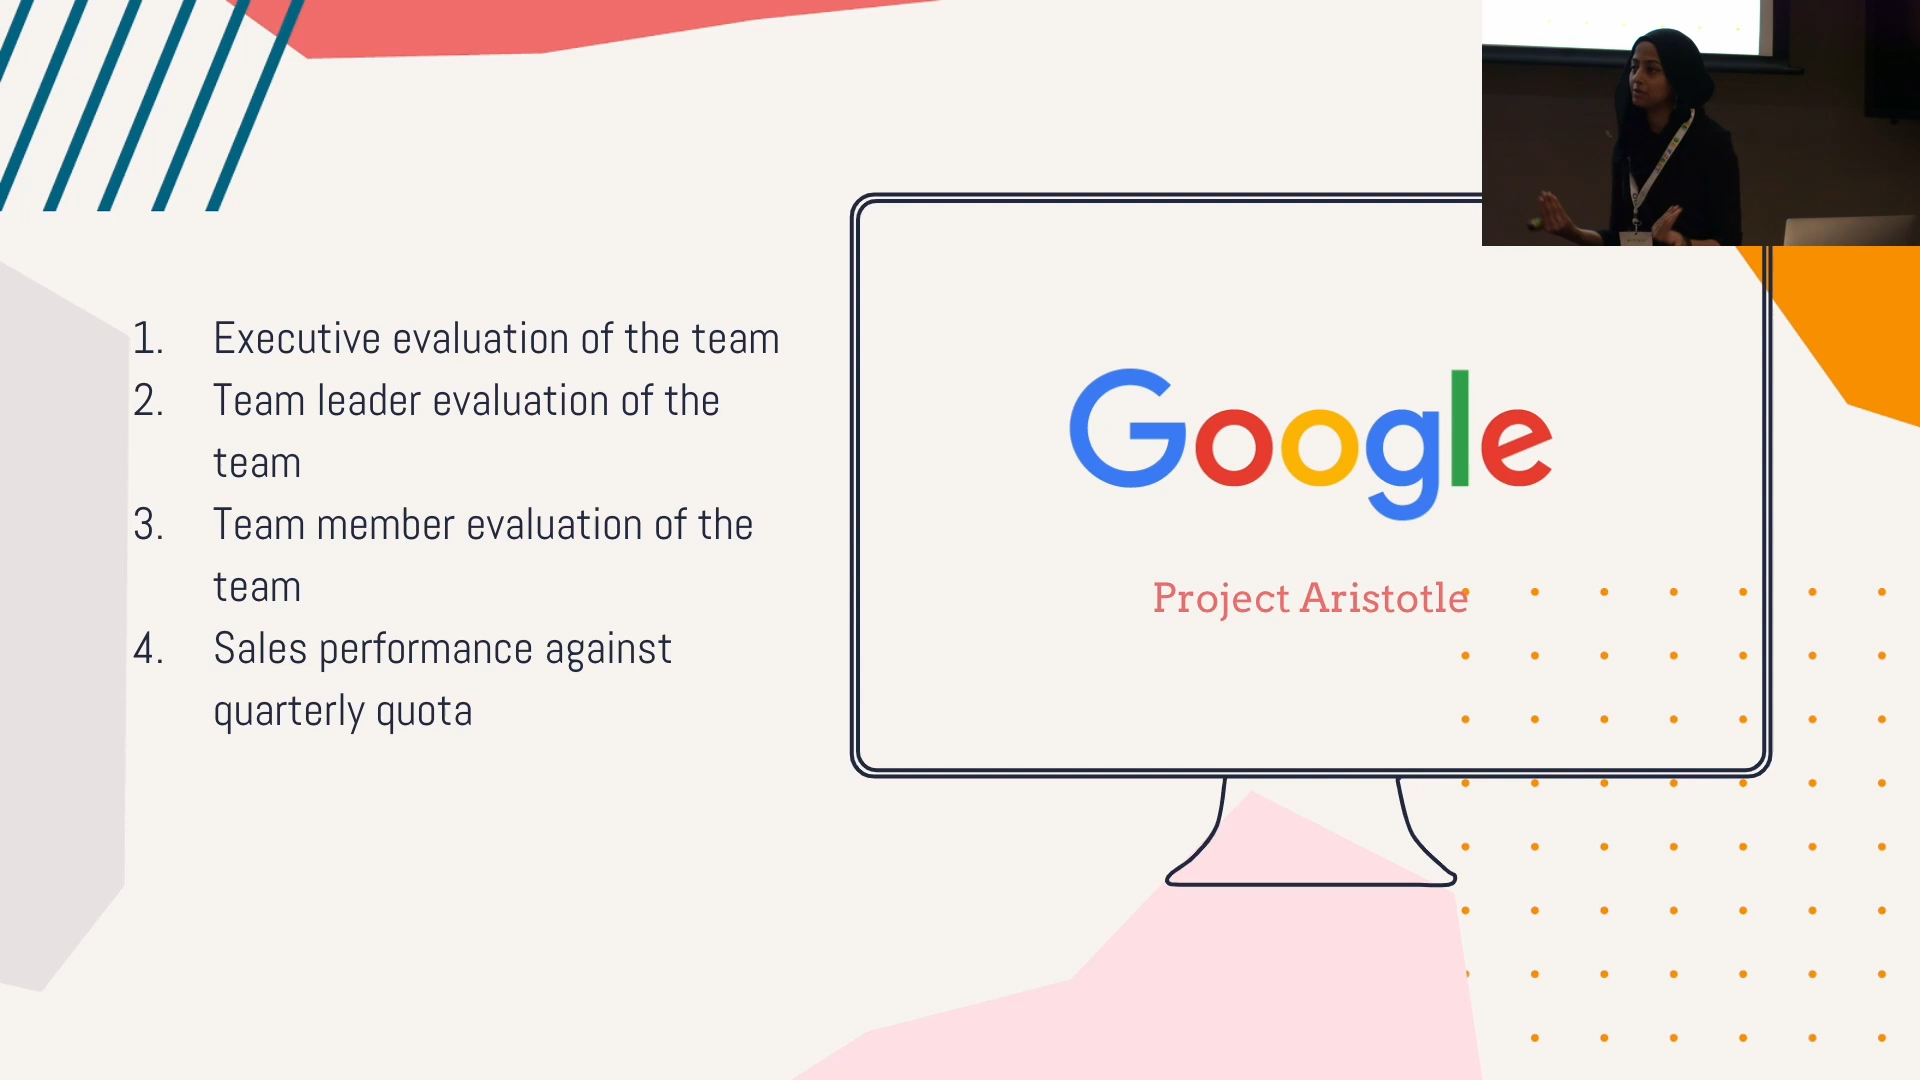 1. Executive evaluation of the team
2. Team leader evaluation of the
team
3. Team member evaluation of the
team
4. Sales performance against
quarterly quota
Google
Project Aristotle